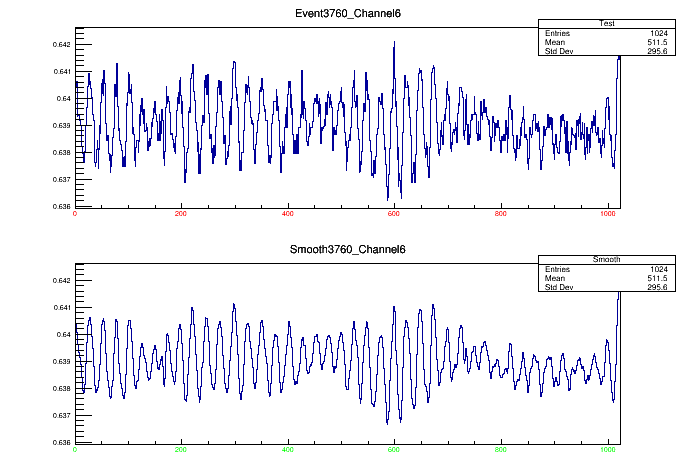 Event3760_Channel6
Test
Entries 1024
Mean 511.5
Std Dev 295.6
0.642
0.641
0.64
0.639
0.638
0.637
0.636
0 200 400 600 800 1000
Smooth3760_Channel6
Smooth
Entries 1024
Mean 511.5
Std Dev 295.6
0.642
0.641
0.64
0.639
0.638
0.637
0.636
0 200 400 600 800 1000